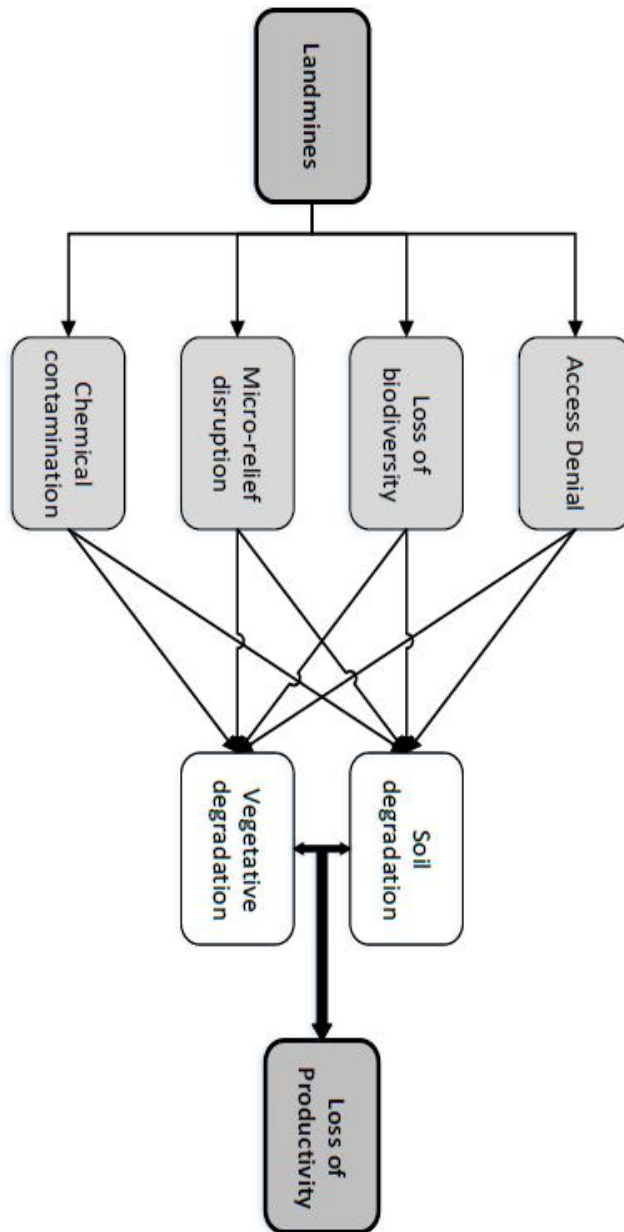 Landmines
Access Denial
Loss of
biodiversity
Micro-relief
disruption
Chemical
contamination
Soil
degradation
Vegetative
degradation
Loss of
Productivity